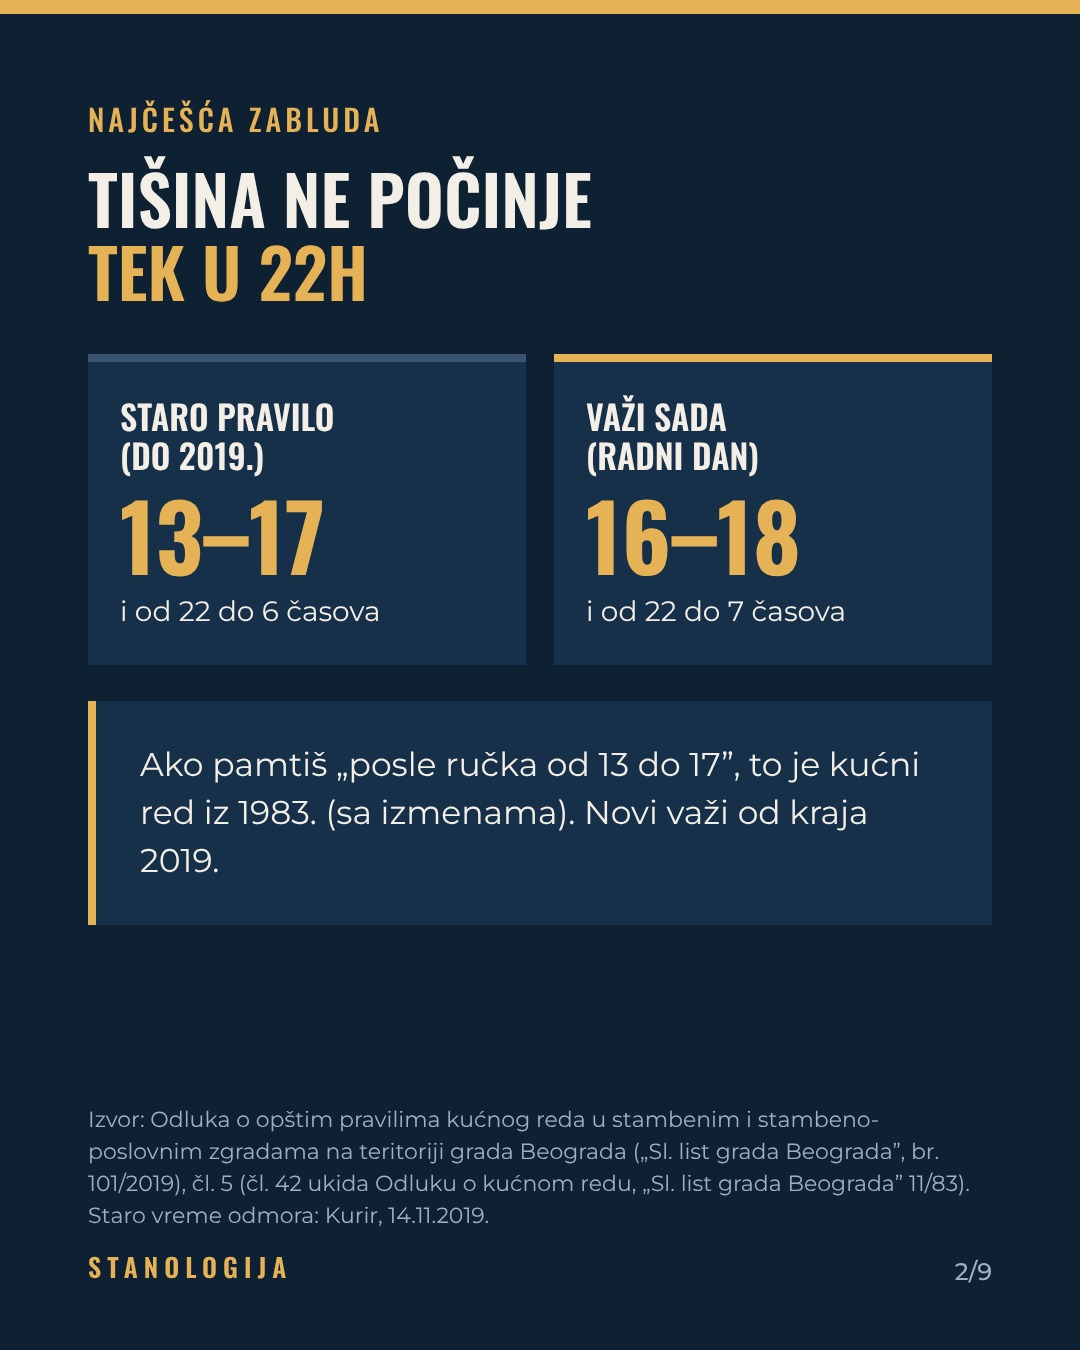 NAJČEŠĆA ZABLUDA
TIŠINA NE POČINJE
TEK U 22H
STARO PRAVILO
(DO 2019.)
13–17
i od 22 do 6 časova
VAŽI SADA
(RADNI DAN)
16–18
i od 22 do 7 časova
Ako pamtiš „posle ručka od 13 do 17”, to je kućni
red iz 1983. (sa izmenama). Novi važi od kraja
2019.
Izvor: Odluka o opštim pravilima kućnog reda u stambenim i stambeno-
poslovnim zgradama na teritoriji grada Beograda („Sl. list grada Beograda”, br.
101/2019), čl. 5 (čl. 42 ukida Odluku o kućnom redu, „Sl. list grada Beograda” 11/83).
Staro vreme odmora: Kurir, 14.11.2019.
STANOLOGIJA
2/9